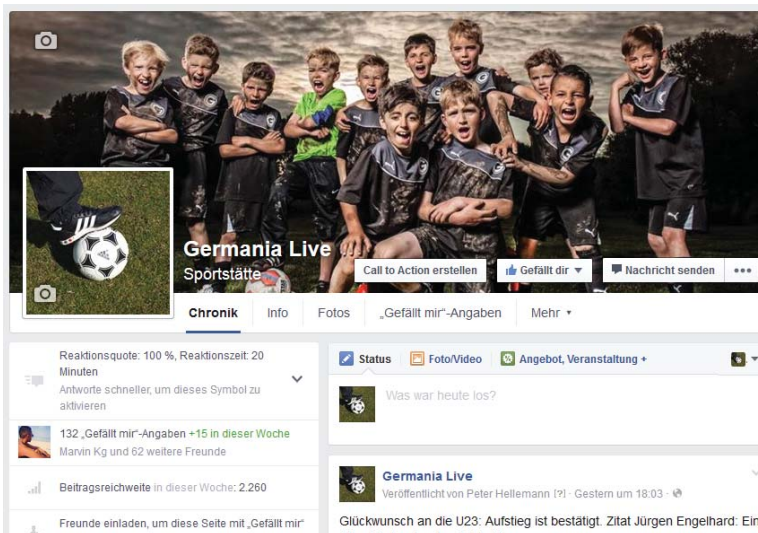 Germania Live
Sportstätte
Call to Action erstellen
Gefällt dir
Nachricht senden
Chronik
Info
Fotos
„Gefällt mir"-Angaben
Mehr
Reaktionsquote: 100 %, Reaktionszeit: 20
Minuten
Antworte schneller, um dieses Symbol zu
aktivieren
132 „Gefällt mir"-Angaben +15 in dieser Woche
Marvin Kg und 62 weitere Freunde
Beitragsreichweite in dieser Woche: 2.260
Freunde einladen, um diese Seite mit „Gefällt mir"
Status
Foto/Video
Angebot, Veranstaltung +
Was war heute los?
Germania Live
Veröffentlicht von Peter Hellemann [?] · Gestern um 18:03 ·
Glückwunsch an die U23: Aufstieg ist bestätigt. Zitat Jürgen Engelhard: Ein